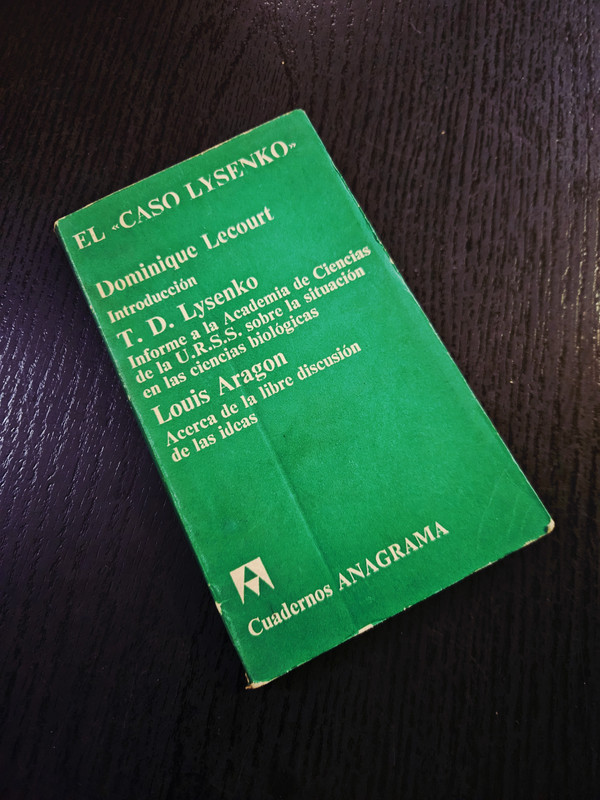 EL «CASO LYSENKO»
Dominique Lecourt
Introducción
T. D. Lysenko
Informe a la Academia de Ciencias
de la U.R.S.S. sobre la situación
en las ciencias biológicas
Louis Aragon
Acerca de la libre discusión
de las ideas
Cuadernos ANAGRAMA